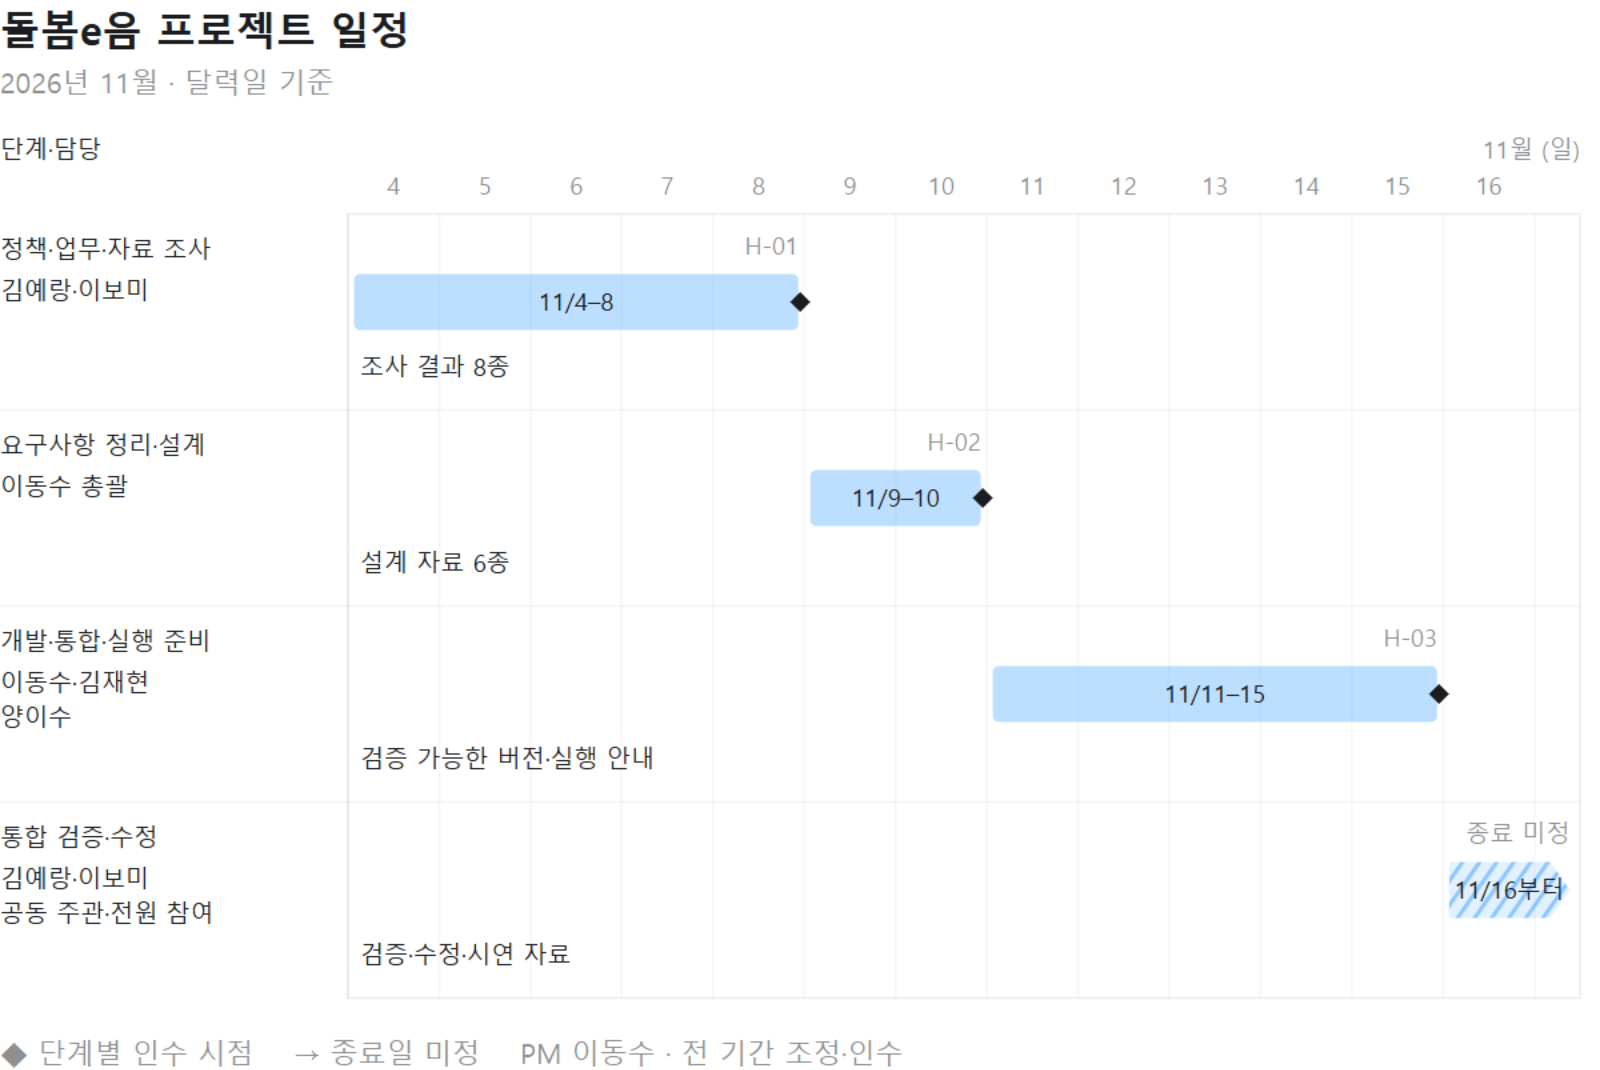 돌봄e음 프로젝트 일정
2026년 11월 · 달력일 기준
단계·담당
11월 (일)
4 5 6 7 8 9 10 11 12 13 14 15 16
정책·업무·자료 조사
김예랑·이보미
H-01
11/4–8
조사 결과 8종
요구사항 정리·설계
이동수 총괄
H-02
11/9–10
설계 자료 6종
개발·통합·실행 준비
이동수·김재현
양이수
H-03
11/11–15
검증 가능한 버전·실행 안내
통합 검증·수정
김예랑·이보미
공동 주관·전원 참여
종료 미정
11/16부터
검증·수정·시연 자료
◆ 단계별 인수 시점 → 종료일 미정 PM 이동수 · 전 기간 조정·인수